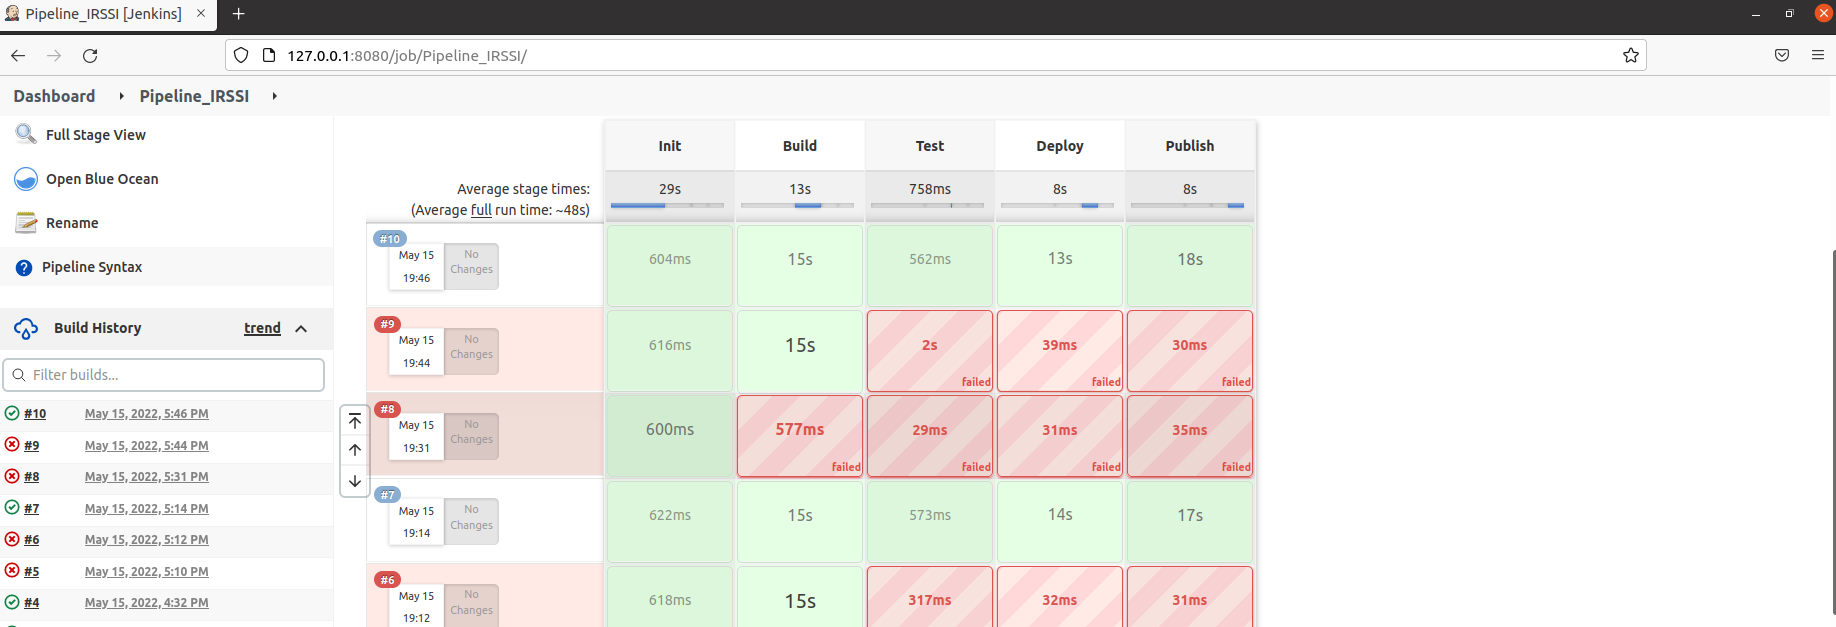 Pipeline_IRSSI [Jenkins]
127.0.0.1:8080/job/Pipeline_IRSSI/
Dashboard
Pipeline_IRSSI
Full Stage View
Open Blue Ocean
Rename
Pipeline Syntax
Build History
trend
Filter builds...
#10 May 15, 2022, 5:46 PM
#9 May 15, 2022, 5:44 PM
#8 May 15, 2022, 5:31 PM
#7 May 15, 2022, 5:14 PM
#6 May 15, 2022, 5:12 PM
#5 May 15, 2022, 5:10 PM
#4 May 15, 2022, 4:32 PM
Init Build Test Deploy Publish
Average stage times:
(Average full run time: ~48s)
29s 13s 758ms 8s 8s
#10
May 15
19:46
No
Changes
604ms 15s 562ms 13s 18s
#9
May 15
19:44
No
Changes
616ms 15s 2s 39ms 30ms
failed failed failed
#8
May 15
19:31
No
Changes
600ms 577ms 29ms 31ms 35ms
failed failed failed failed
#7
May 15
19:14
No
Changes
622ms 15s 573ms 14s 17s
#6
May 15
19:12
No
Changes
618ms 15s 317ms 32ms 31ms